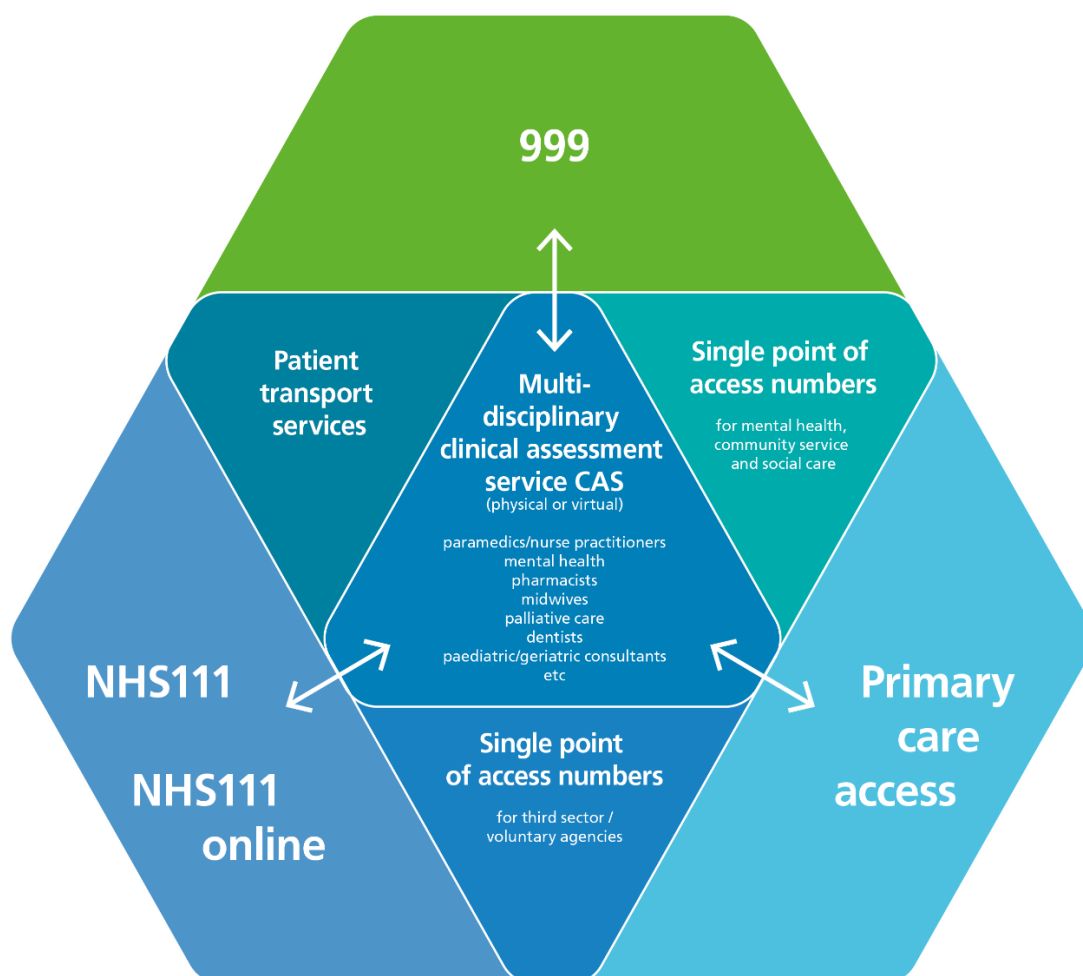 999
Patient
transport
services
Multi-
disciplinary
clinical assessment
service CAS
(physical or virtual)
paramedics/nurse practitioners
mental health
pharmacists
midwives
palliative care
dentists
paediatric/geriatric consultants
etc
Single point of
access numbers
for mental health,
community service
and social care
NHS111
NHS111
online
Single point
of access numbers
for third sector /
voluntary agencies
Primary
care
access